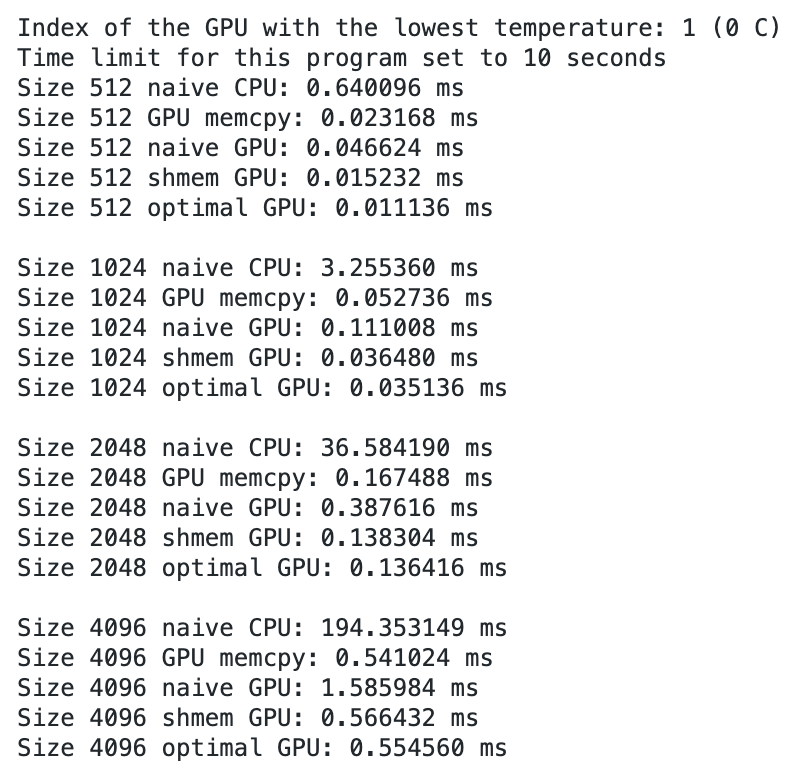 Index of the GPU with the lowest temperature: 1 (0 C)
Time limit for this program set to 10 seconds
Size 512 naive CPU: 0.640096 ms
Size 512 GPU memcpy: 0.023168 ms
Size 512 naive GPU: 0.046624 ms
Size 512 shmem GPU: 0.015232 ms
Size 512 optimal GPU: 0.011136 ms

Size 1024 naive CPU: 3.255360 ms
Size 1024 GPU memcpy: 0.052736 ms
Size 1024 naive GPU: 0.111008 ms
Size 1024 shmem GPU: 0.036480 ms
Size 1024 optimal GPU: 0.035136 ms

Size 2048 naive CPU: 36.584190 ms
Size 2048 GPU memcpy: 0.167488 ms
Size 2048 naive GPU: 0.387616 ms
Size 2048 shmem GPU: 0.138304 ms
Size 2048 optimal GPU: 0.136416 ms

Size 4096 naive CPU: 194.353149 ms
Size 4096 GPU memcpy: 0.541024 ms
Size 4096 naive GPU: 1.585984 ms
Size 4096 shmem GPU: 0.566432 ms
Size 4096 optimal GPU: 0.554560 ms